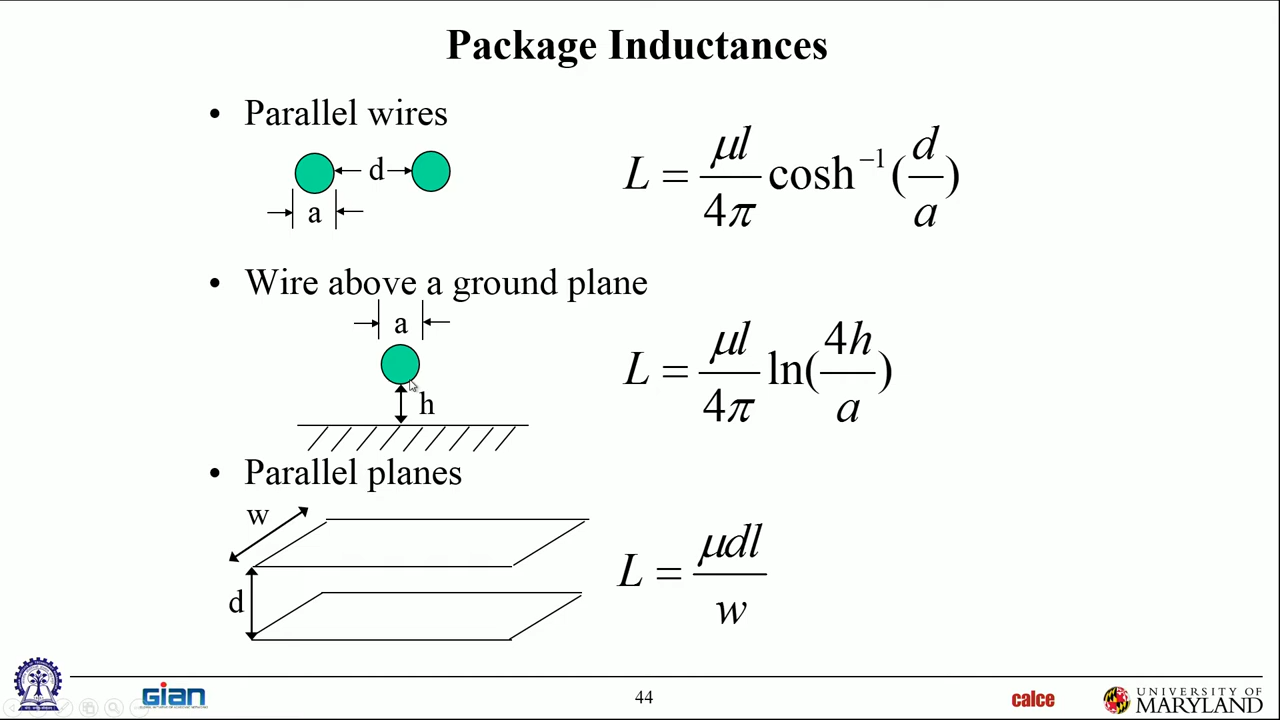 Package Inductances
• Parallel wires
d
a
L = μl/4π cosh⁻¹(d/a)
• Wire above a ground plane
a
h
L = μl/4π ln(4h/a)
• Parallel planes
w
d
L = μdl/w
GIAN
44
calce
UNIVERSITY OF
MARYLAND